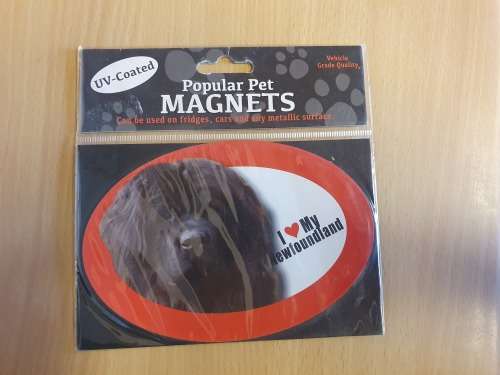 UV-Coated
Vehicle
Grade Quality
Popular Pet
MAGNETS
Can be used on fridges, cars and any metallic surface.
I ❤ My
Newfoundland